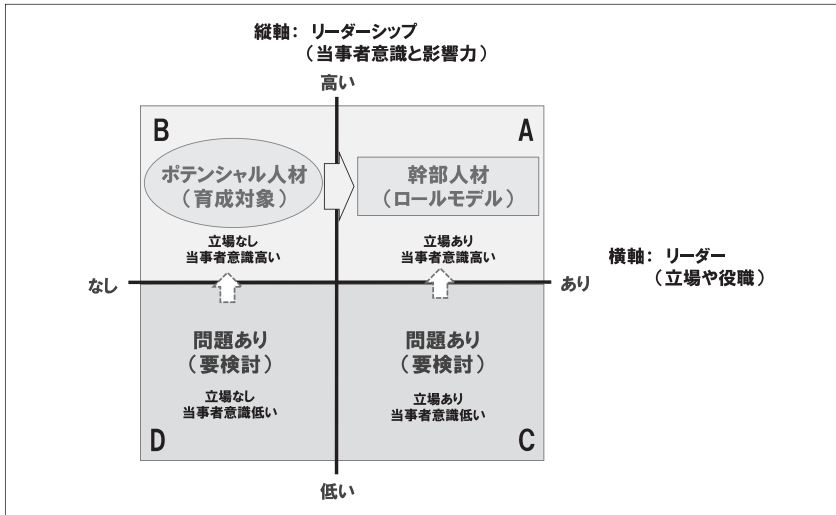 縦軸： リーダーシップ
（当事者意識と影響力）
高い
B
A
ポテンシャル人材
（育成対象）
幹部人材
（ロールモデル）
立場なし
当事者意識高い
立場あり
当事者意識高い
横軸： リーダー
（立場や役職）
なし
あり
問題あり
（要検討）
問題あり
（要検討）
立場なし
当事者意識低い
立場あり
当事者意識低い
D
C
低い